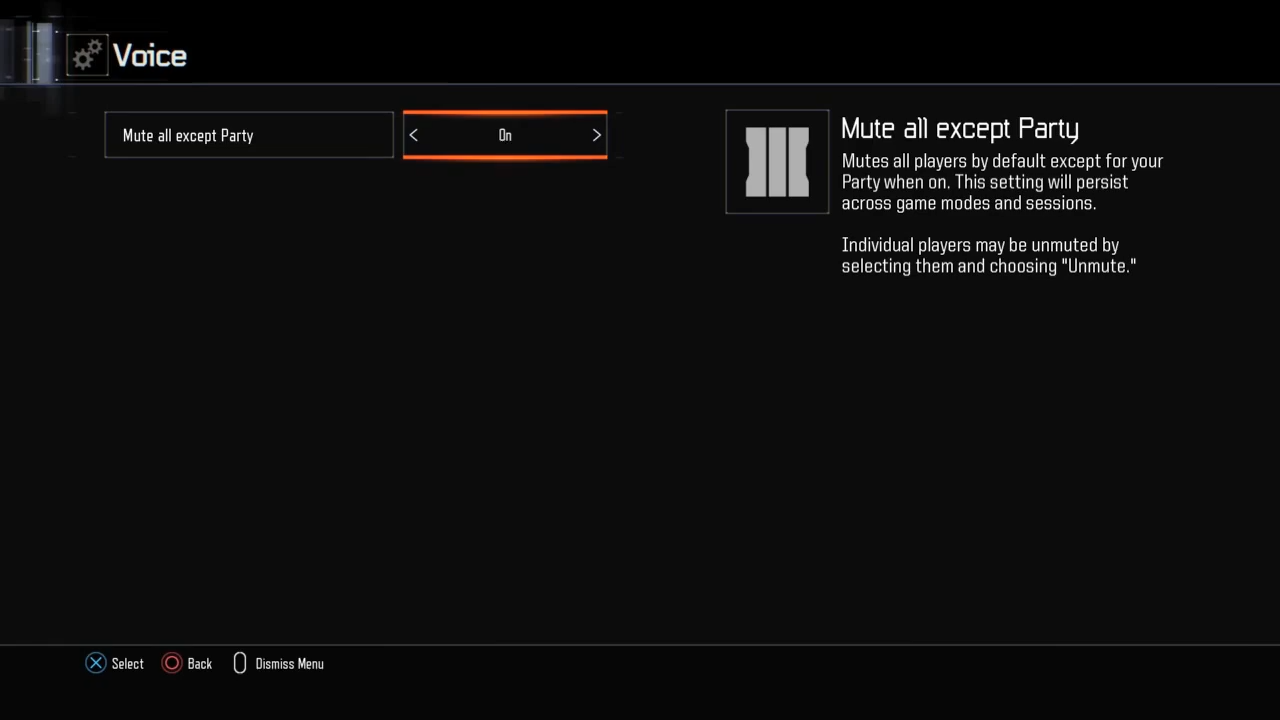 Voice
Mute all except Party
< On >
Mute all except Party
Mutes all players by default except for your
Party when on. This setting will persist
across game modes and sessions.
Individual players may be unmuted by
selecting them and choosing "Unmute."
Select Back Dismiss Menu